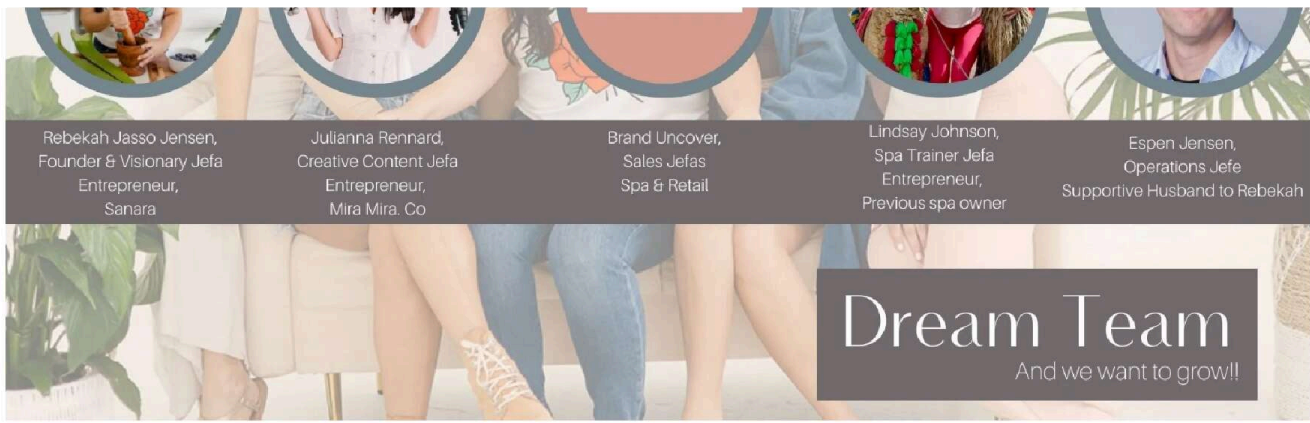 Rebekah Jasso Jensen,
Founder & Visionary Jefa
Entrepreneur,
Sanara
Julianna Rennard,
Creative Content Jefa
Entrepreneur,
Mira Mira. Co
Brand Uncover,
Sales Jefas
Spa & Retail
Lindsay Johnson,
Spa Trainer Jefa
Entrepreneur,
Previous spa owner
Espen Jensen,
Operations Jefe
Supportive Husband to Rebekah
Dream Team
And we want to grow!!